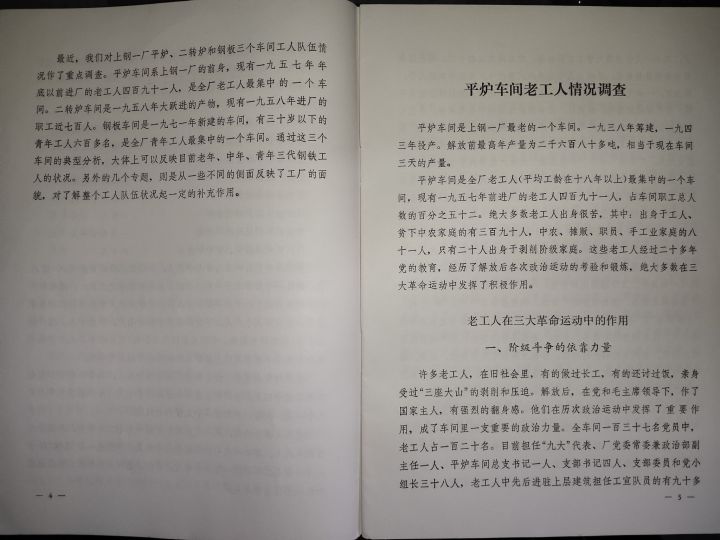 最近，我们对上钢一厂平炉、二转炉和钢板三个车间工人队伍情
况作了重点调查。平炉车间系上钢一厂的前身，现有一九五七年年
底以前进厂的老工人四百九十一人，是全厂老工人最集中的一个车
间。二转炉车间是一九五八年大跃进的产物，现有一九五八年进厂的
职工近七百人。钢板车间是一九七一年新建的车间，有三十岁以下的
青年工人六百多名，是全厂青年工人最集中的一个车间。通过这三个
车间的典型分析，大体上可以反映目前老年、中年、青年三代钢铁工
人的状况。另外的几个专题，则是从一些不同的侧面反映了工厂的面
貌，对了解整个工人队伍状况起一定的补充作用。
— 4 —
平炉车间老工人情况调查
平炉车间是上钢一厂最老的一个车间。一九三八年筹建，一九四
三年投产。解放前最高年产量为二千六百八十多吨，相当于现在车间
三天的产量。
平炉车间是全厂老工人(平均工龄在十八年以上)最集中的一个车
间，现有一九五七年前进厂的老工人四百九十一人，占车间职工总人
数的百分之五十二。绝大多数老工人出身很苦，其中：出身于工人、
贫下中农家庭的有三百九十人，中农、摊贩、职员、手工业家庭的八
十一人，只有二十人出身于剥削阶级家庭。这些老工人经过二十多年
党的教育，经历了解放后各次政治运动的考验和锻炼，绝大多数在三
大革命运动中发挥了积极作用。
老工人在三大革命运动中的作用
一、阶级斗争的依靠力量
许多老工人，在旧社会里，有的做过长工，有的还讨过饭，亲身
受过“三座大山”的剥削和压迫。解放后，在党和毛主席领导下，作了
国家主人，有强烈的翻身感。他们在历次政治运动中发挥了重要作
用，成了车间里一支重要的政治力量。全车间一百三十七名党员中，
老工人占一百二十名。目前担任“九大”代表、厂党委常委兼政治部副
主任一人、平炉车间总支书记一人、支部书记四人、支部委员和党小
组长三十八人，老工人中先后进驻上层建筑担任工宣队员的有九十多
— 5 —